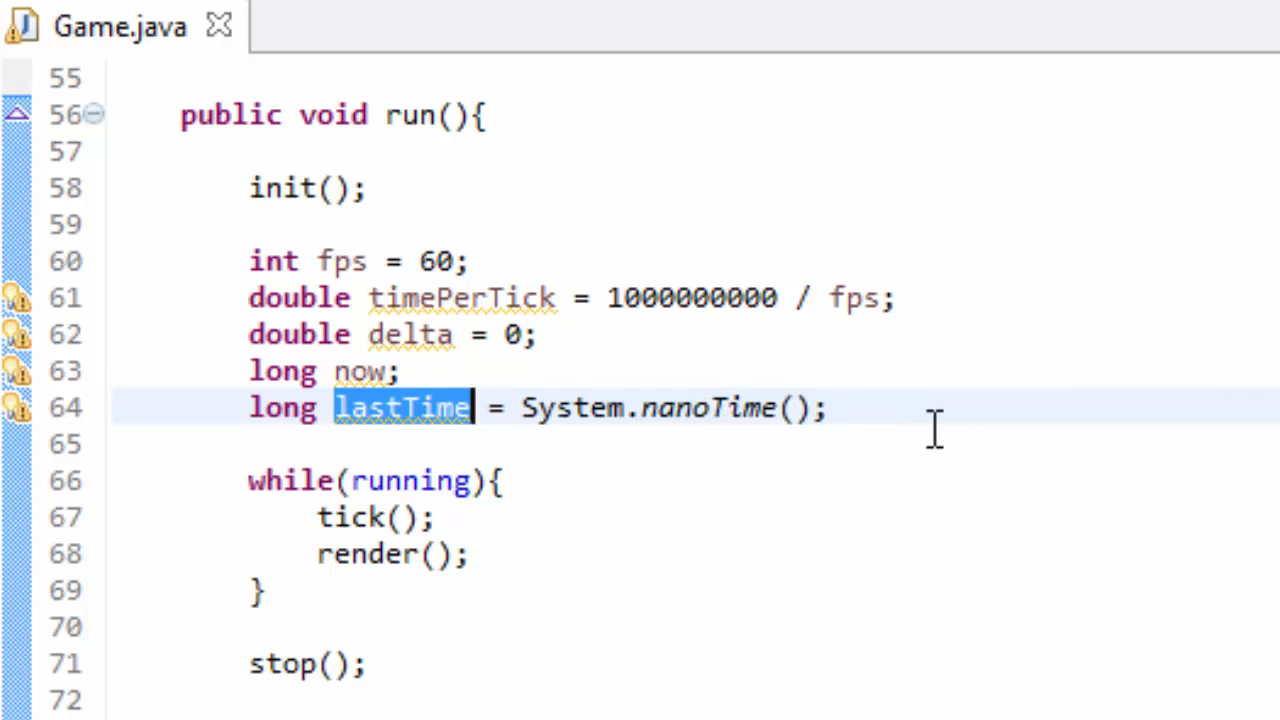 Game.java
55
56 public void run(){
57
58 init();
59
60 int fps = 60;
61 double timePerTick = 1000000000 / fps;
62 double delta = 0;
63 long now;
64 long lastTime = System.nanoTime();
65
66 while(running){
67 tick();
68 render();
69 }
70
71 stop();
72